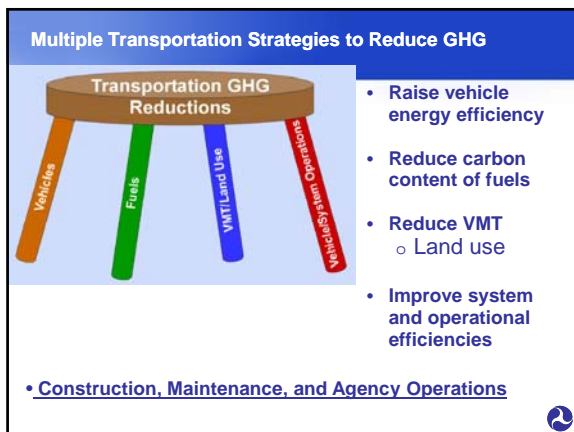 Multiple Transportation Strategies to Reduce GHG
Transportation GHG
Reductions
Vehicles
Fuels
VMT/Land Use
Vehicle/System Operations
• Raise vehicle
energy efficiency
• Reduce carbon
content of fuels
• Reduce VMT
o Land use
• Improve system
and operational
efficiencies
• Construction, Maintenance, and Agency Operations